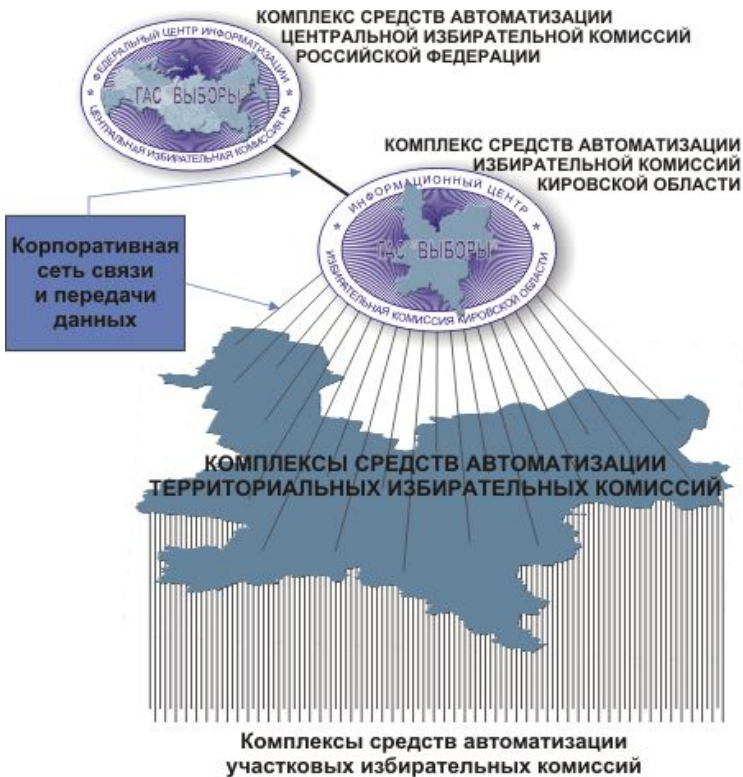 КОМПЛЕКС СРЕДСТВ АВТОМАТИЗАЦИИ
ЦЕНТРАЛЬНОЙ ИЗБИРАТЕЛЬНОЙ КОМИССИЙ
РОССИЙСКОЙ ФЕДЕРАЦИИ
ФЕДЕРАЛЬНЫЙ ЦЕНТР ИНФОРМАТИЗАЦИИ
ГАС "ВЫБОРЫ"
ЦЕНТРАЛЬНАЯ ИЗБИРАТЕЛЬНАЯ КОМИССИЯ РФ
КОМПЛЕКС СРЕДСТВ АВТОМАТИЗАЦИИ
ИЗБИРАТЕЛЬНОЙ КОМИССИЙ
КИРОВСКОЙ ОБЛАСТИ
ИНФОРМАЦИОННЫЙ ЦЕНТР
ГАС "ВЫБОРЫ"
ИЗБИРАТЕЛЬНАЯ КОМИССИЯ КИРОВСКОЙ ОБЛАСТИ
Корпоративная
сеть связи
и передачи
данных
КОМПЛЕКСЫ СРЕДСТВ АВТОМАТИЗАЦИИ
ТЕРРИТОРИАЛЬНЫХ ИЗБИРАТЕЛЬНЫХ КОМИССИЙ
Комплексы средств автоматизации
участковых избирательных комиссий